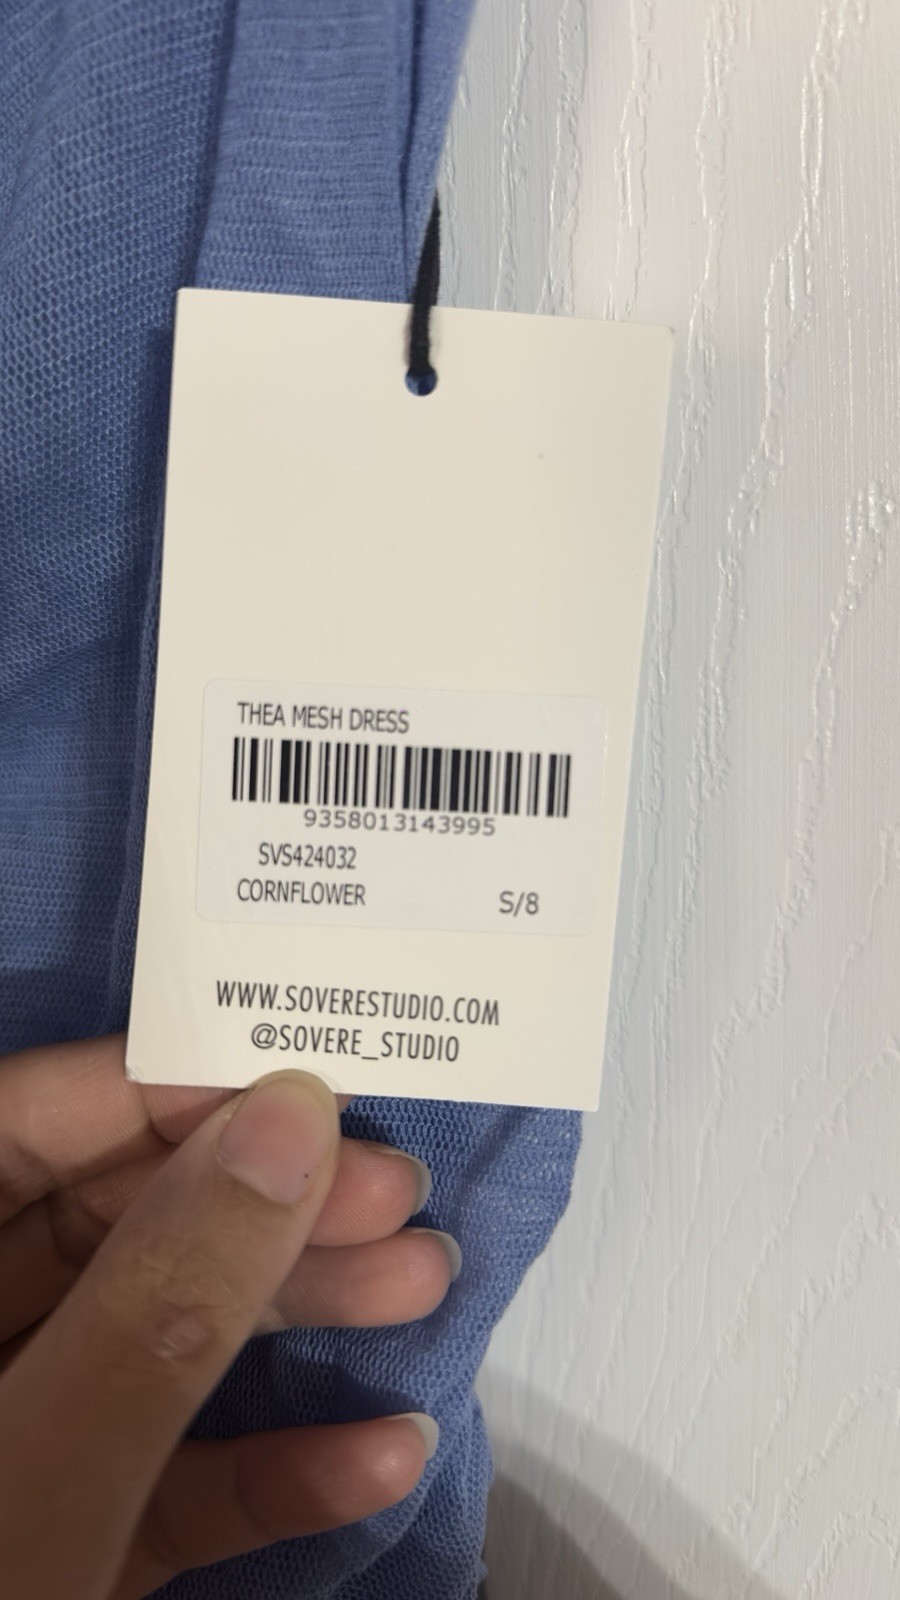 THEA MESH DRESS
9358013143995
SVS424032
CORNFLOWER S/8
WWW.SOVERESTUDIO.COM
@SOVERE_STUDIO